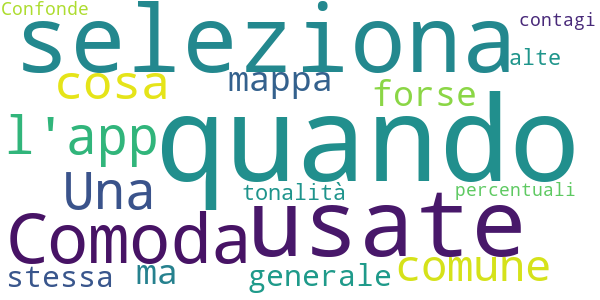 Confonde
contagi
seleziona
alte
cosa
mappa
forse
l'app
quando
Una
tonalità
percentuali
Comoda
usate
stessa
ma
generale
comune